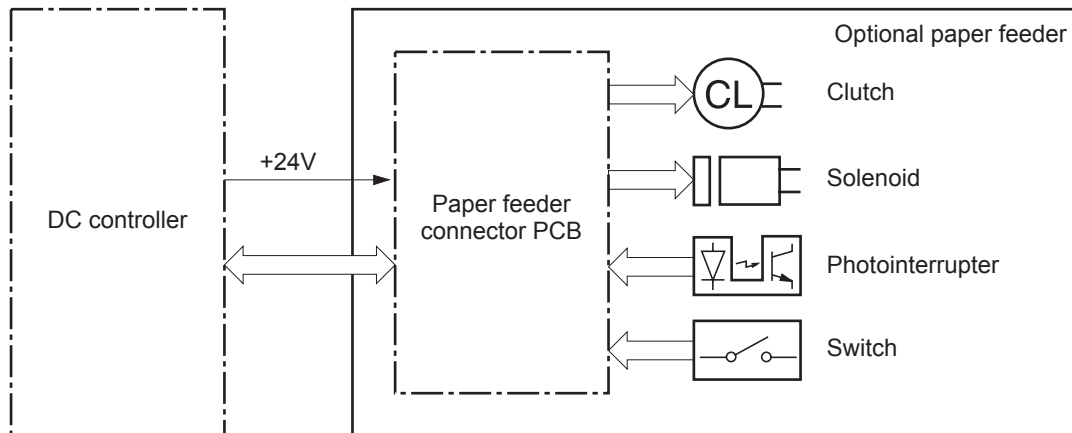 Optional paper feeder
CL
Clutch
+24V
Solenoid
DC controller
Paper feeder
connector PCB
Photointerrupter
Switch